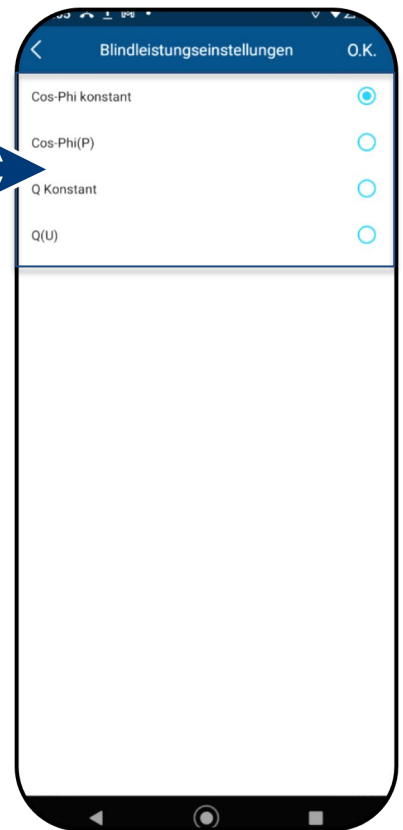 Blindleistungseinstellungen O.K.
Cos-Phi konstant
Cos-Phi(P)
Q Konstant
Q(U)